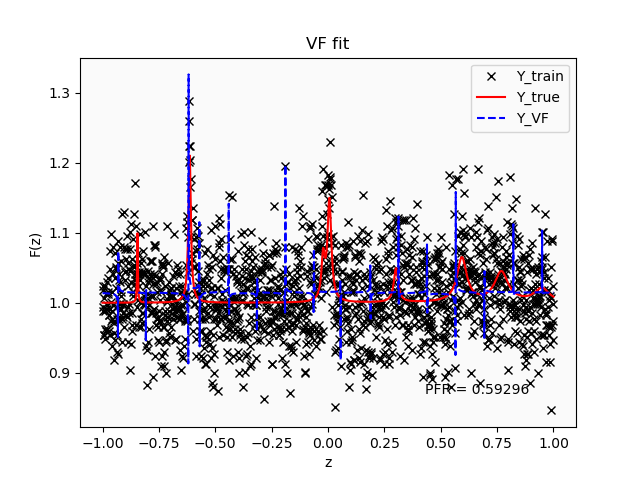 VF fit
Y_train
Y_true
Y_VF
F(z)
1.3
1.2
1.1
1.0
0.9
PFR = 0.59296
−1.00 −0.75 −0.50 −0.25 0.00 0.25 0.50 0.75 1.00
z